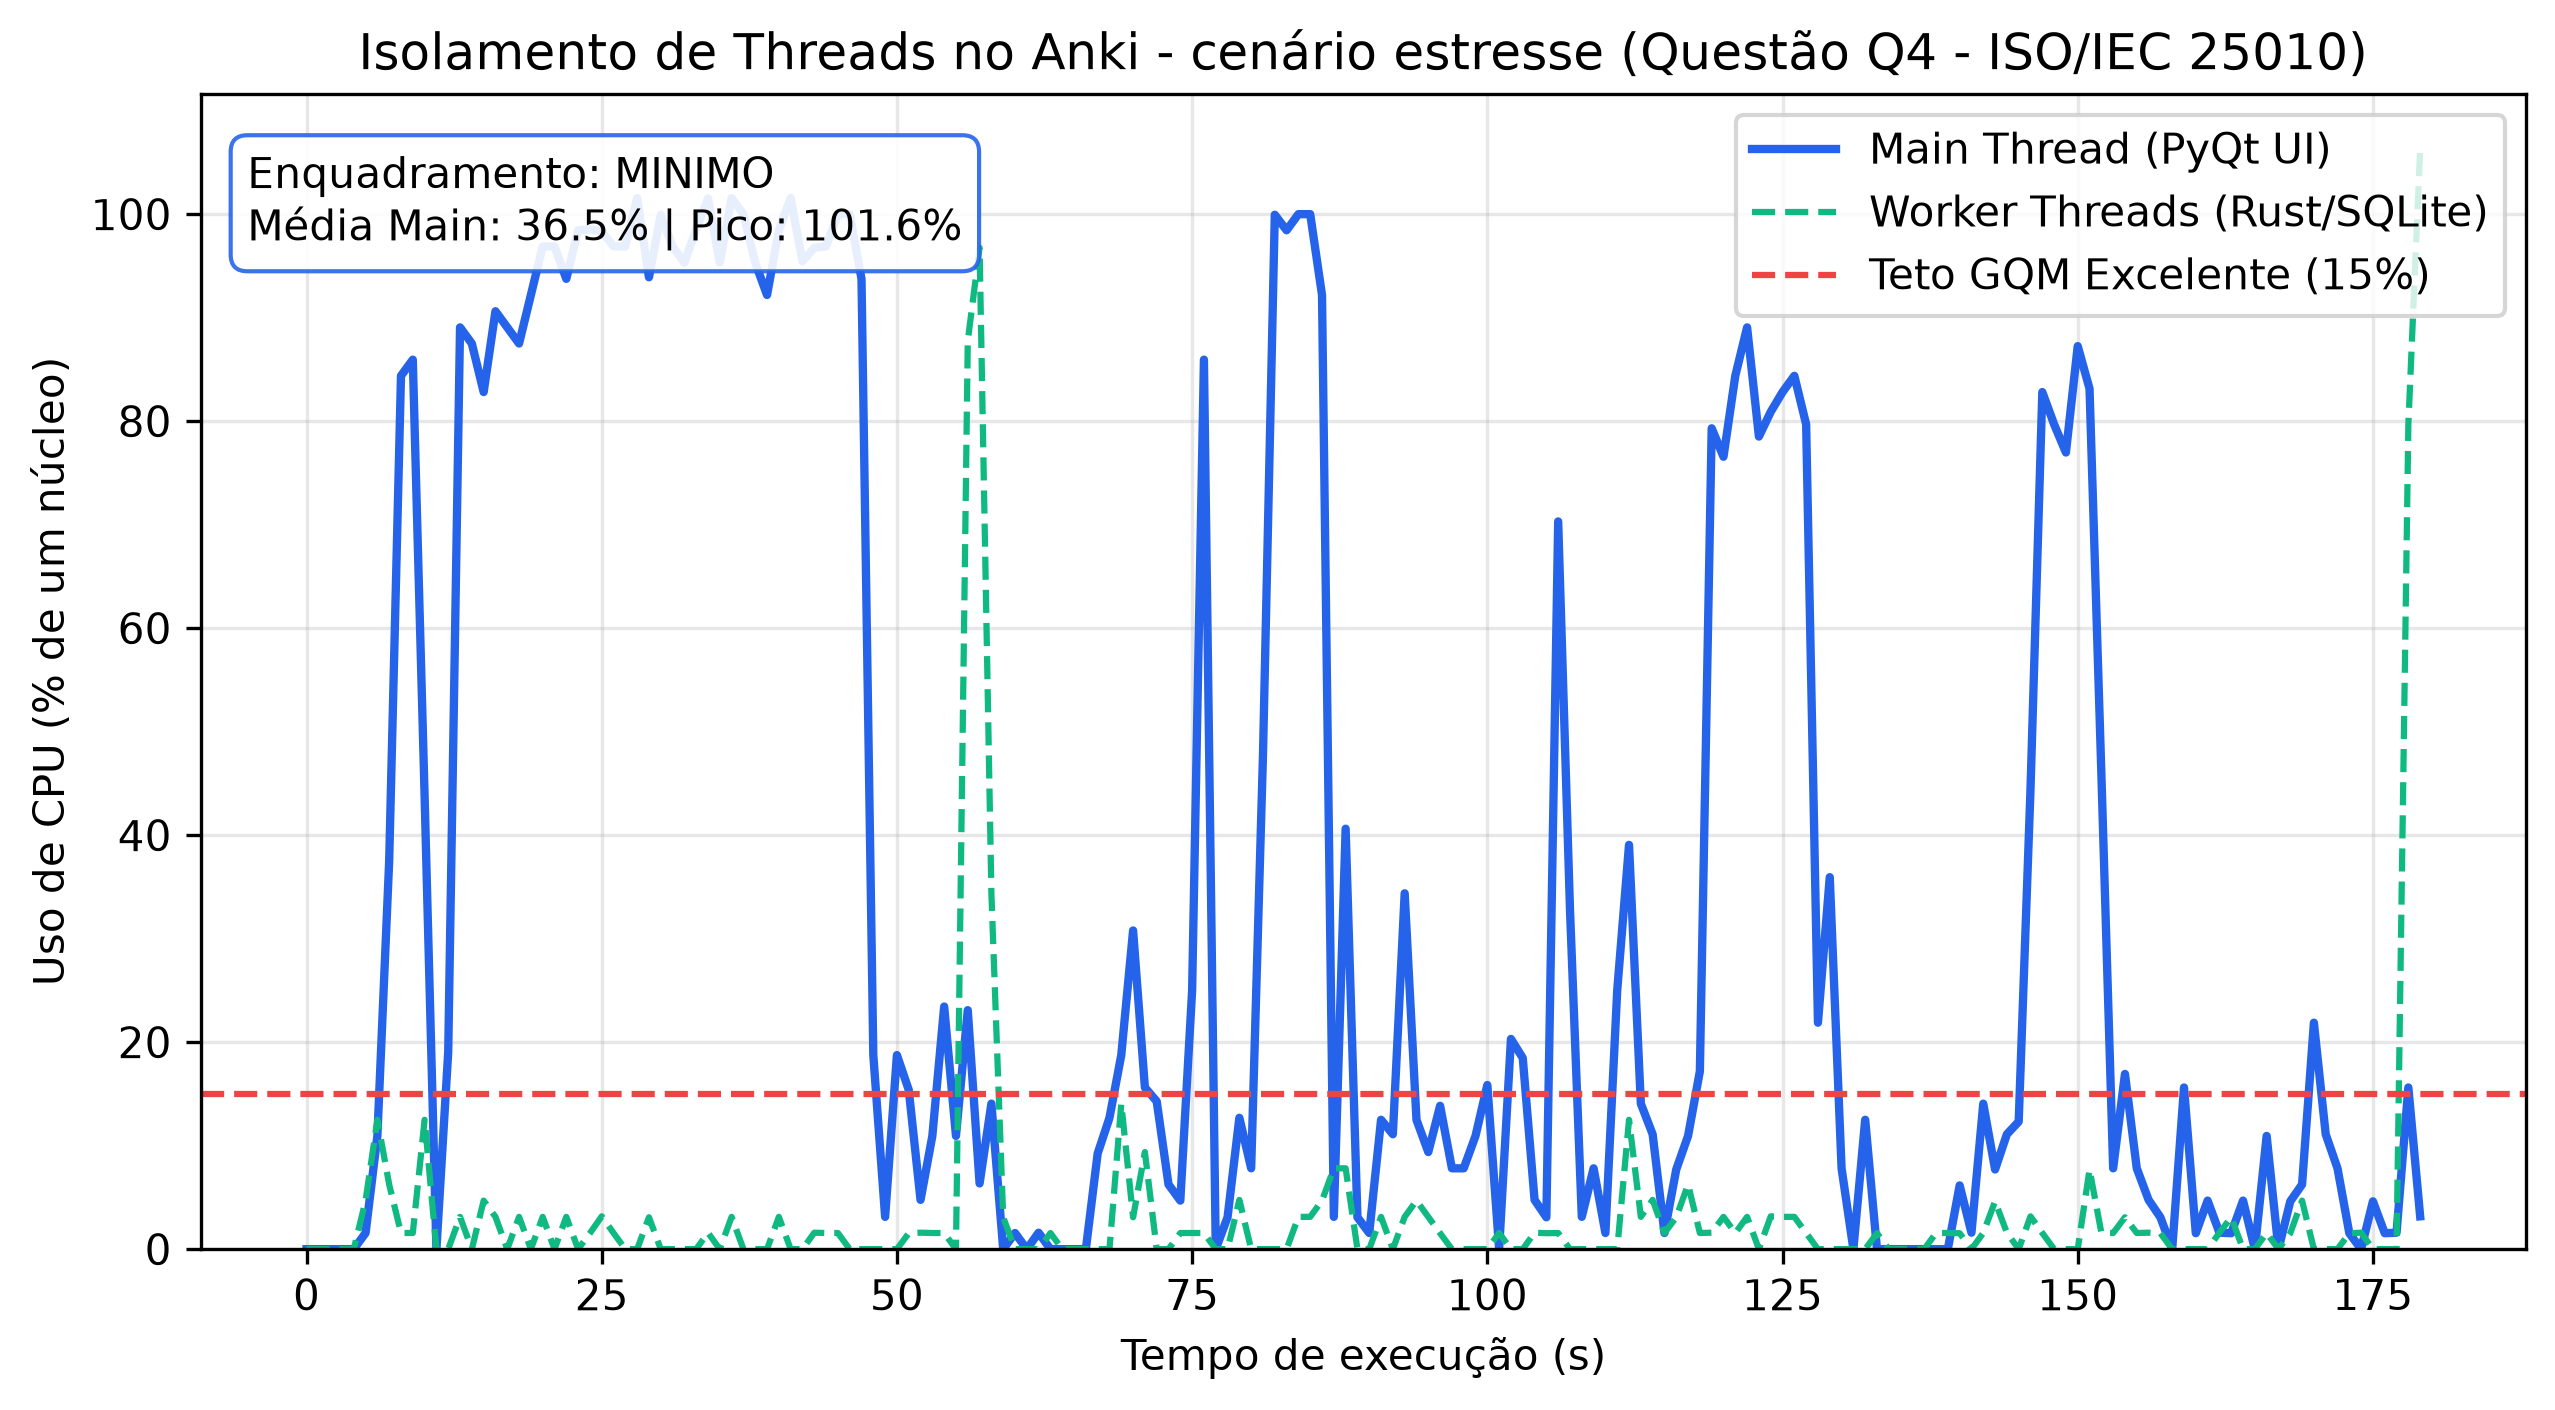 Isolamento de Threads no Anki - cenário estresse (Questão Q4 - ISO/IEC 25010)
Enquadramento: MINIMO
Média Main: 36.5% | Pico: 101.6%
Main Thread (PyQt UI)
Worker Threads (Rust/SQLite)
Teto GQM Excelente (15%)
Uso de CPU (% de um núcleo)
100
80
60
40
20
0
0 25 50 75 100 125 150 175
Tempo de execução (s)